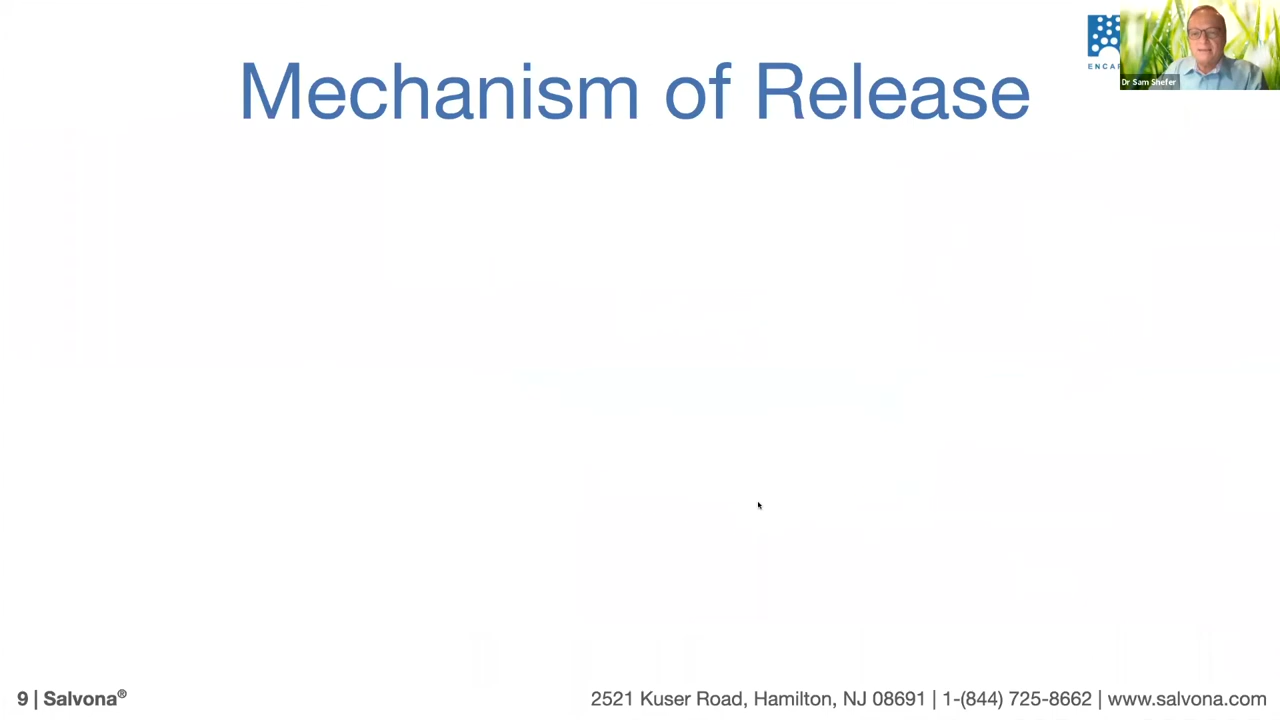 Mechanism of Release
ENCAP
Dr Sam Shefer
9 | Salvona®
2521 Kuser Road, Hamilton, NJ 08691 | 1-(844) 725-8662 | www.salvona.com